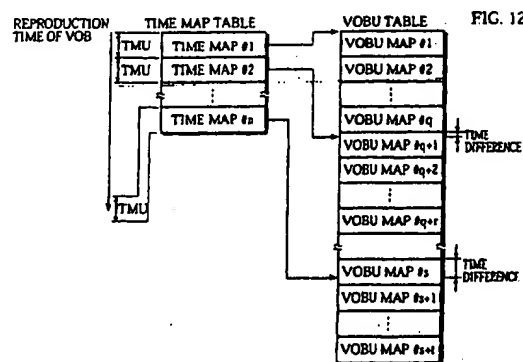 REPRODUCTION
TIME OF VOB
TIME MAP TABLE
VOBU TABLE
FIG. 12
TMU
TIME MAP #1
TMU
TIME MAP #2
TIME MAP #n
TMU
VOBU MAP #1
VOBU MAP #2
VOBU MAP #q
VOBU MAP #q+1
VOBU MAP #q+2
VOBU MAP #q+r
VOBU MAP #s
VOBU MAP #s+1
VOBU MAP #s+t
TIME
DIFFERENCE
TIME
DIFFERENCE